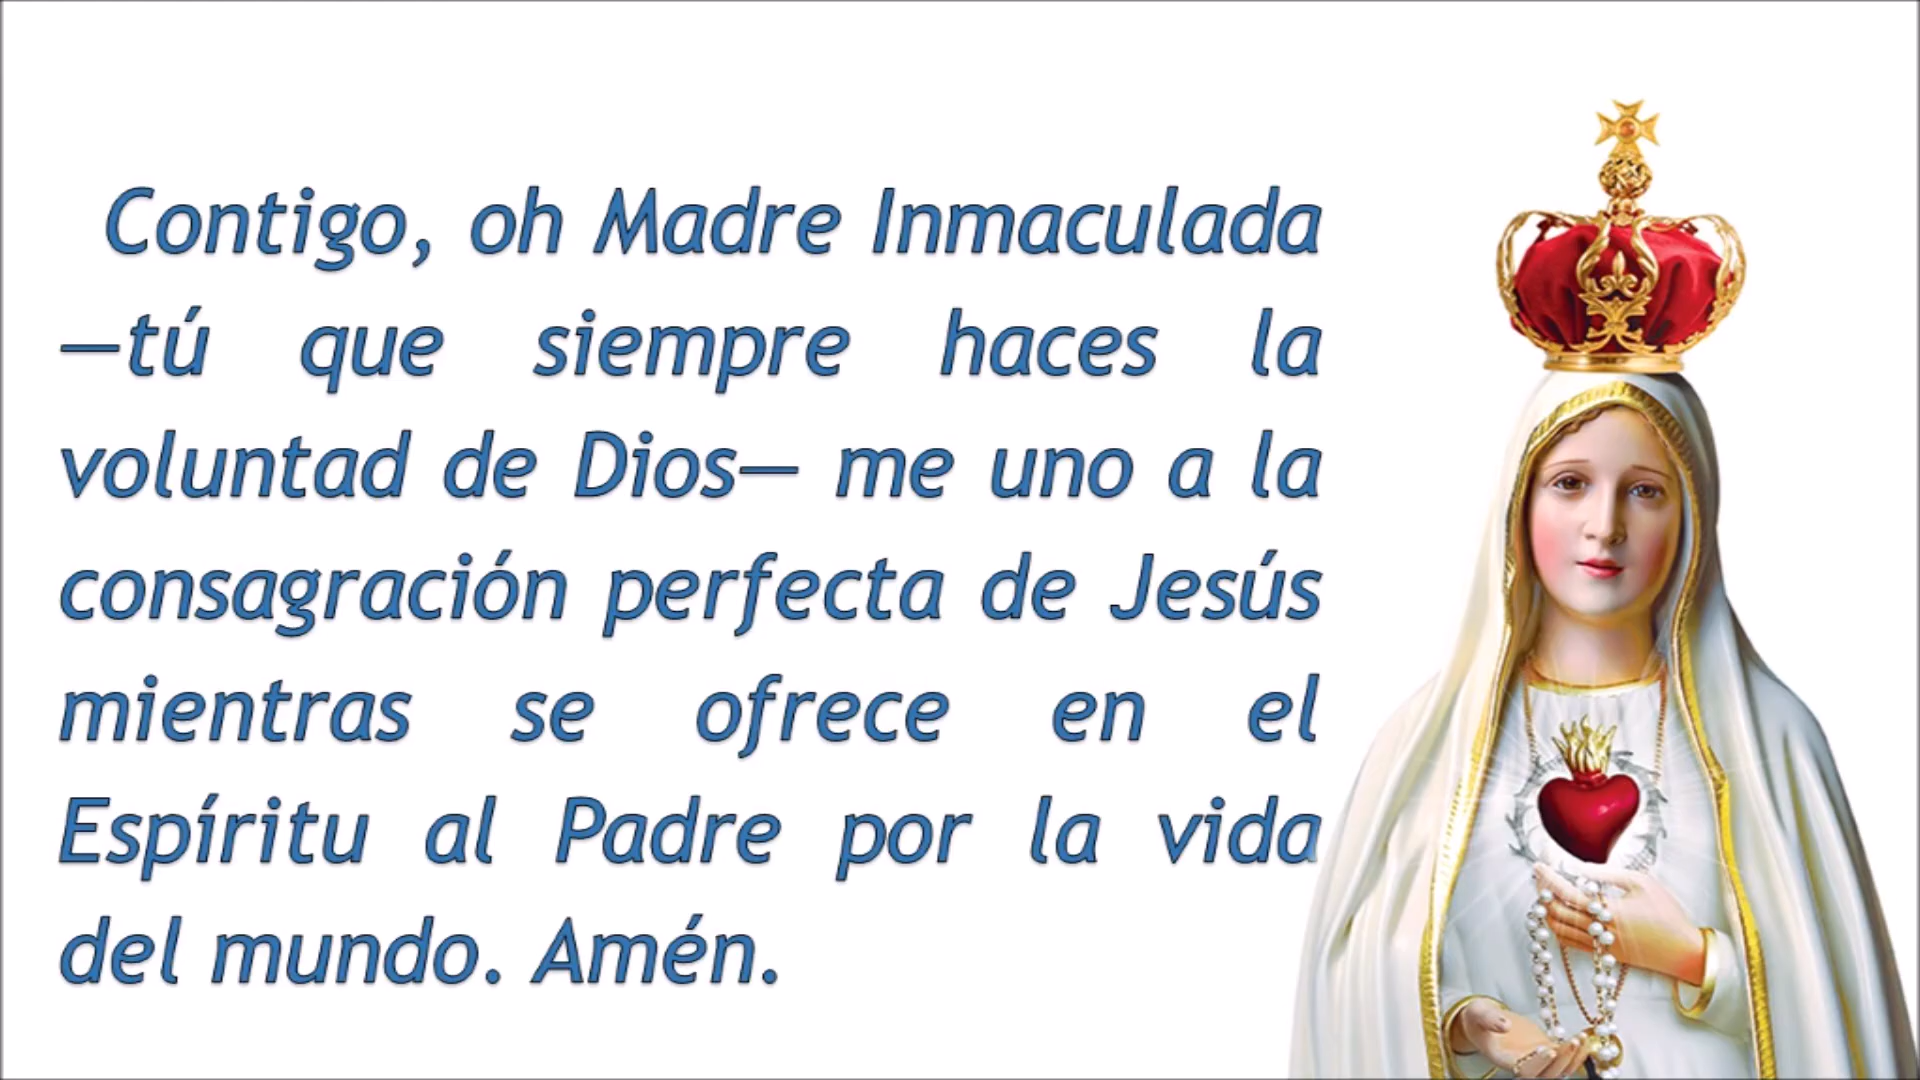 Contigo, oh Madre Inmaculada
—tú que siempre haces la
voluntad de Dios— me uno a la
consagración perfecta de Jesús
mientras se ofrece en el
Espíritu al Padre por la vida
del mundo. Amén.